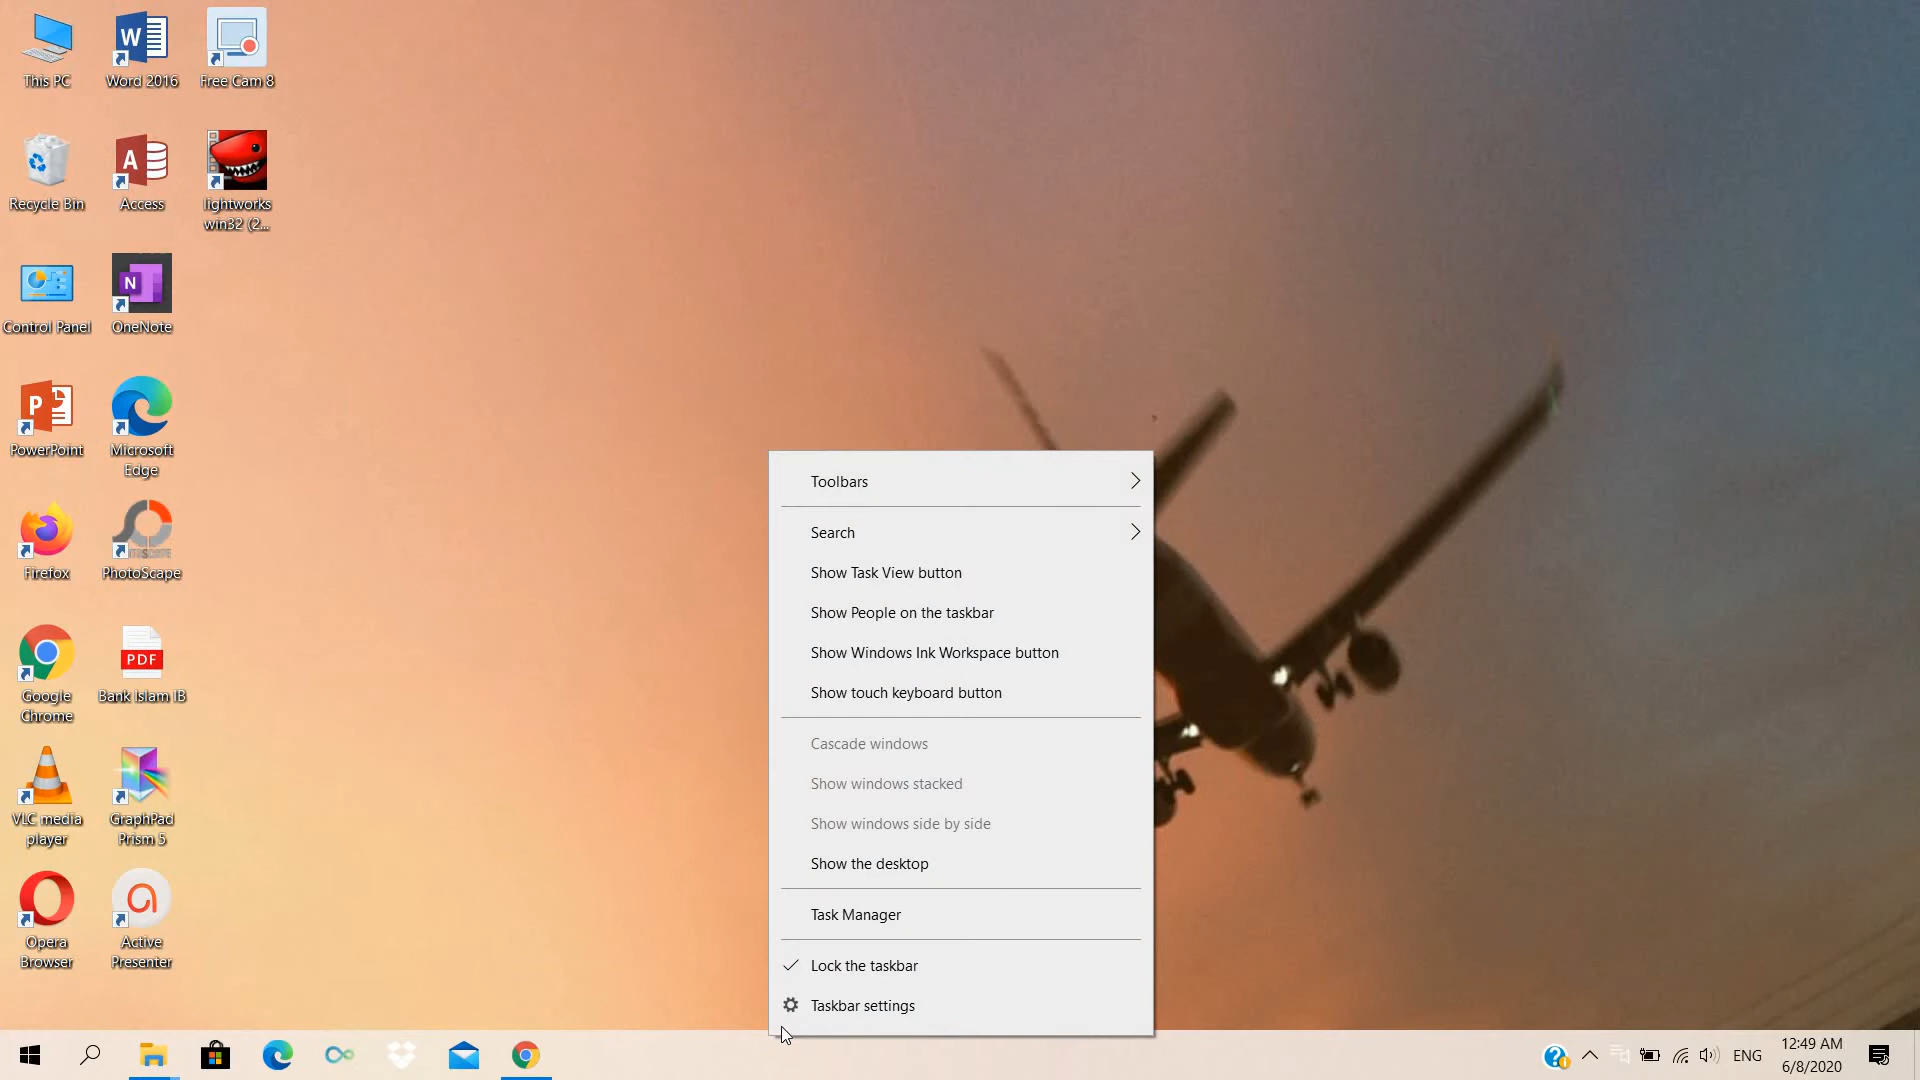 This PC
Word 2016
Free Cam 8
Recycle Bin
Access
lightworks
win32 (2...
Control Panel
OneNote
PowerPoint
Microsoft
Edge
Firefox
PhotoScape
Google
Chrome
PDF
Bank Islam IB
VLC media
player
GraphPad
Prism 5
Opera
Browser
Active
Presenter
Toolbars
Search
Show Task View button
Show People on the taskbar
Show Windows Ink Workspace button
Show touch keyboard button
Cascade windows
Show windows stacked
Show windows side by side
Show the desktop
Task Manager
Lock the taskbar
Taskbar settings
ENG
12:49 AM
6/8/2020